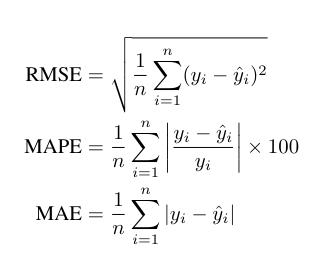 RMSE = \sqrt{\frac{1}{n} \sum_{i=1}^{n} (y_i - \hat{y}_i)^2}
MAPE = \frac{1}{n} \sum_{i=1}^{n} \left| \frac{y_i - \hat{y}_i}{y_i} \right| \times 100
MAE = \frac{1}{n} \sum_{i=1}^{n} |y_i - \hat{y}_i|